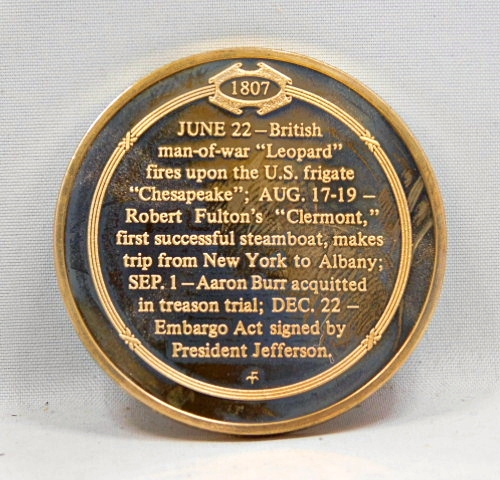 1807
JUNE 22 – British
man-of-war “Leopard”
fires upon the U.S. frigate
“Chesapeake”; AUG. 17-19 –
Robert Fulton's “Clermont,”
first successful steamboat, makes
trip from New York to Albany;
SEP. 1 – Aaron Burr acquitted
in treason trial; DEC. 22 –
Embargo Act signed by
President Jefferson.